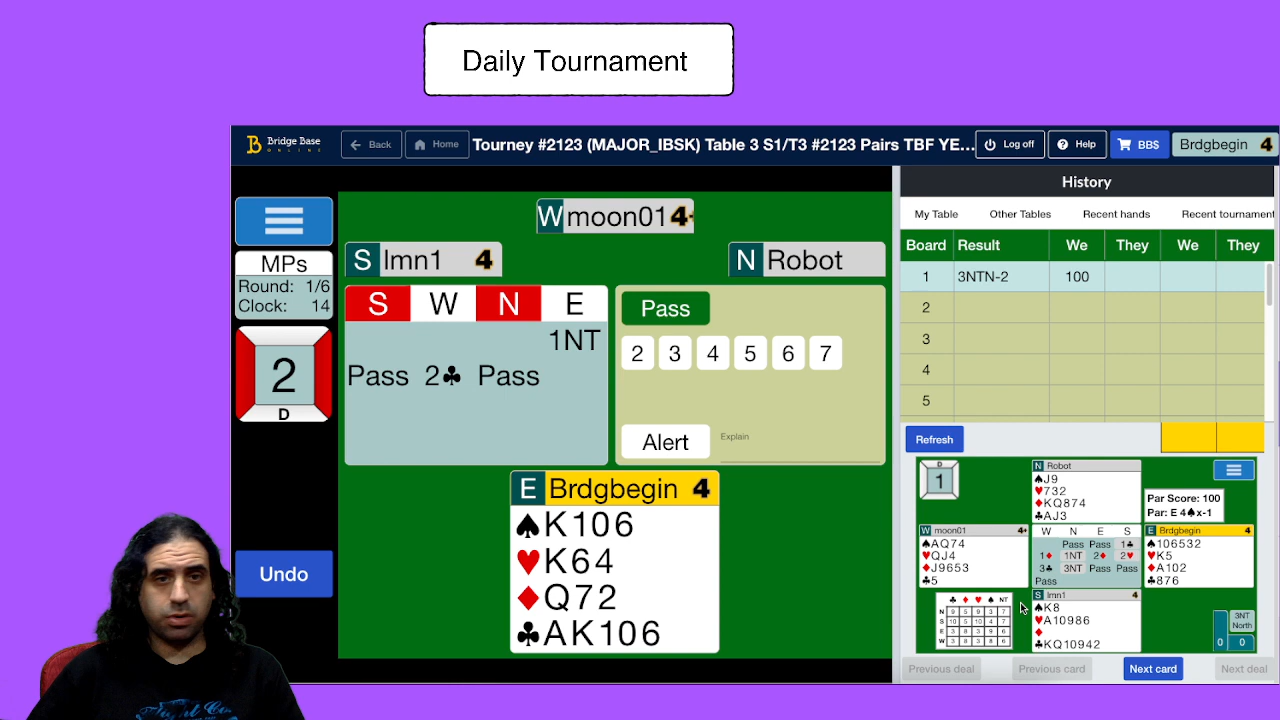 Daily Tournament
Bridge Base
ONLINE
Back
Home
Tourney #2123 (MAJOR_IBSK) Table 3 S1/T3 #2123 Pairs TBF YE...
Log off
Help
BBS
Brdgbegin 4
MPs
Round: 1/6
Clock: 14
2
D
Undo
W moon01 4+
S lmn1 4
N Robot
S W N E
1NT
Pass 2♣ Pass
Pass
2 3 4 5 6 7
Alert
Explain
E Brdgbegin 4
♠K106
♥K64
♦Q72
♣AK106
History
My Table Other Tables Recent hands Recent tournament
Board Result We They We They
1 3NTN-2 100
2
3
4
5
Refresh
D
1
N Robot
♠J9
♥732
♦KQ874
♣AJ3
Par Score: 100
Par: E 4♠x-1
W moon01 4+
♠AQ74
♥QJ4
♦J9653
♣5
W N E S
Pass Pass 1♣
1♦ 1NT 2♦ 2♥
3♣ 3NT Pass Pass
Pass
E Brdgbegin 4
♠106532
♥K5
♦A102
♣876
S lmn1 4
♠K8
♥A10986
♦
♣KQ10942
♣ ♦ ♥ ♠ NT
3NT
North
0 0
Previous deal
Previous card
Next card
Next deal